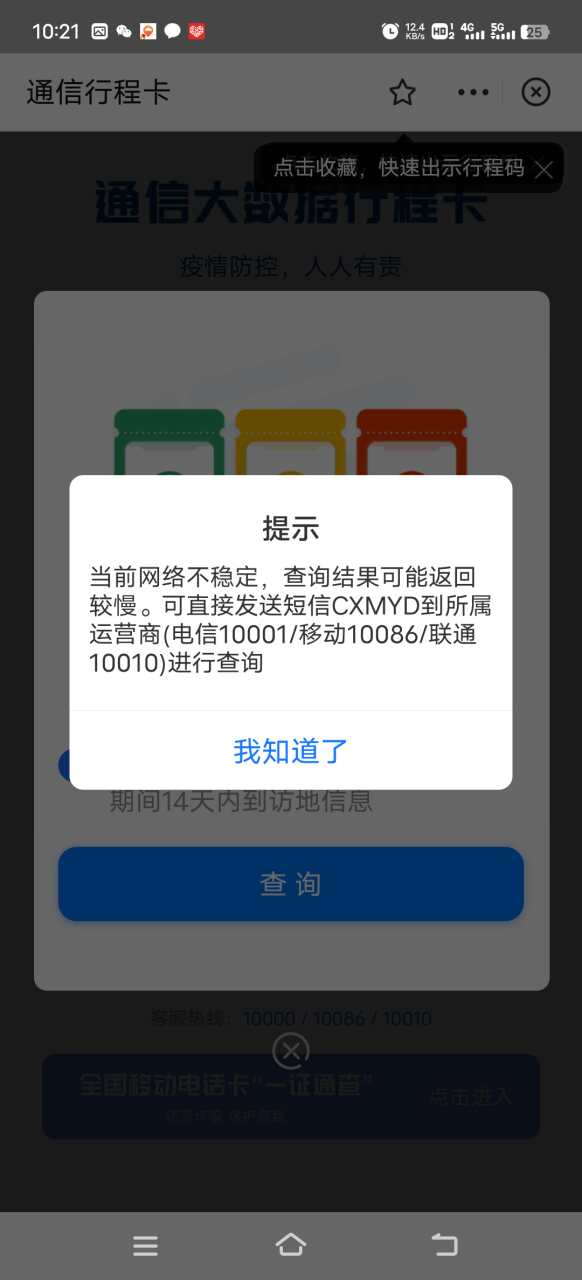 10:21
12.4
KB/s
HD 1
2
4G
5G
25
通信行程卡
点击收藏，快速出示行程码
通信大数据行程卡
疫情防控，人人有责
提示
当前网络不稳定，查询结果可能返回
较慢。可直接发送短信CXMYD到所属
运营商(电信10001/移动10086/联通
10010)进行查询
我知道了
期间14天内到访地信息
查 询
客服热线：10000 / 10086 / 10010
全国移动电话卡“一证通查”
点击进入